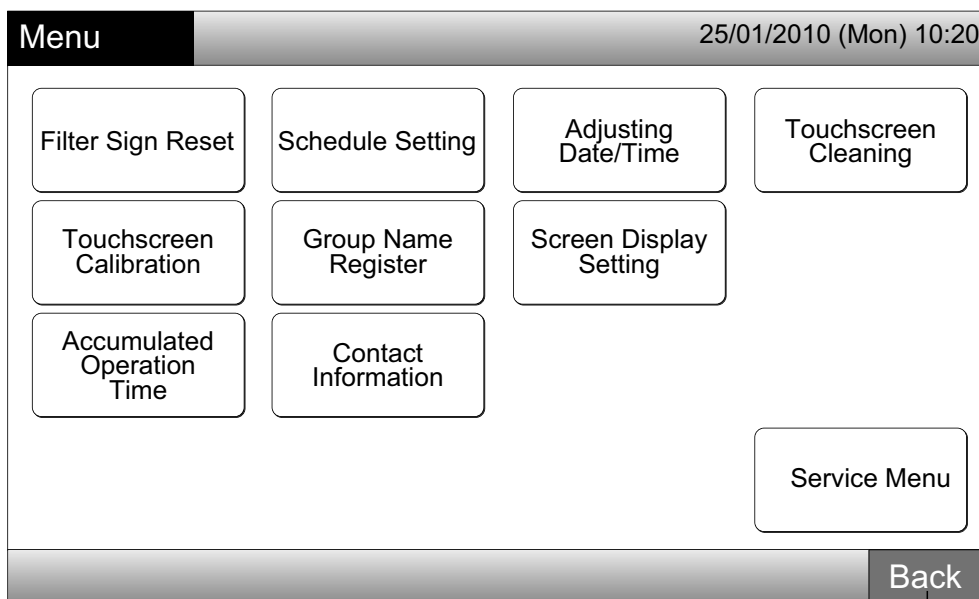 Menu
25/01/2010 (Mon) 10:20
Filter Sign Reset
Schedule Setting
Adjusting
Date/Time
Touchscreen
Cleaning
Touchscreen
Calibration
Group Name
Register
Screen Display
Setting
Accumulated
Operation
Time
Contact
Information
Service Menu
Back